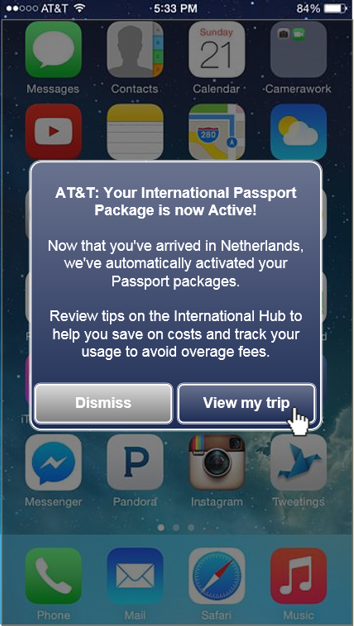 AT&T 5:33 PM 84%
Sunday
21
Messages Contacts Calendar Camerawork
280
AT&T: Your International Passport
Package is now Active!
Now that you've arrived in Netherlands,
we've automatically activated your
Passport packages.
Review tips on the International Hub to
help you save on costs and track your
usage to avoid overage fees.
Dismiss View my trip
Messenger Pandora Instagram Tweetings
Phone Mail Safari Music